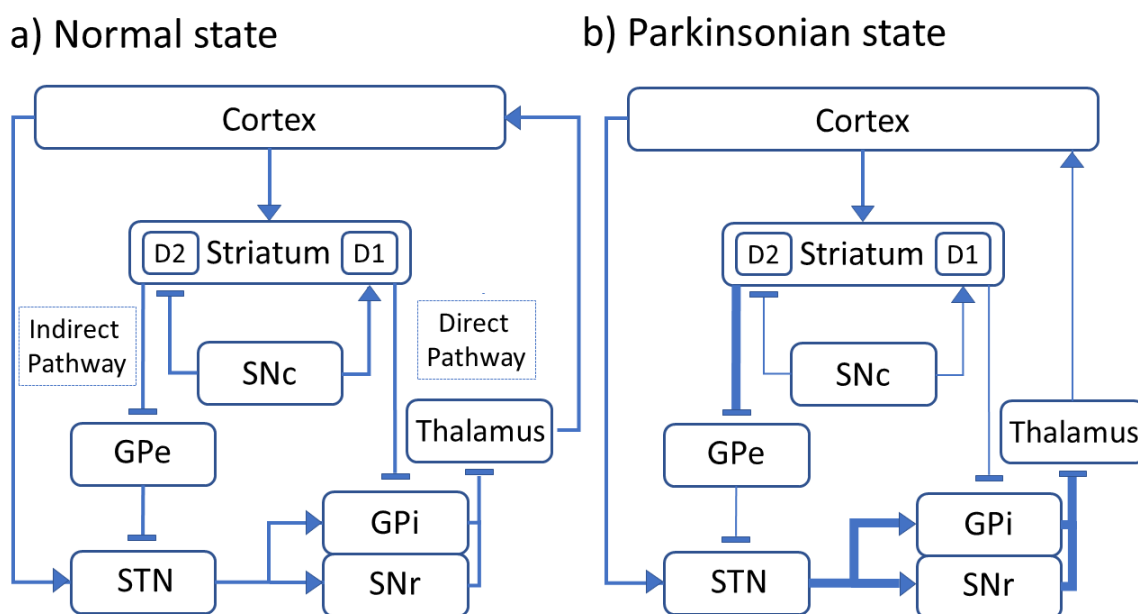 a) Normal state
Cortex
D2 Striatum D1
Indirect
Pathway
Direct
Pathway
SNc
Thalamus
GPe
GPi
STN
SNr
b) Parkinsonian state
Cortex
D2 Striatum D1
SNc
Thalamus
GPe
GPi
STN
SNr